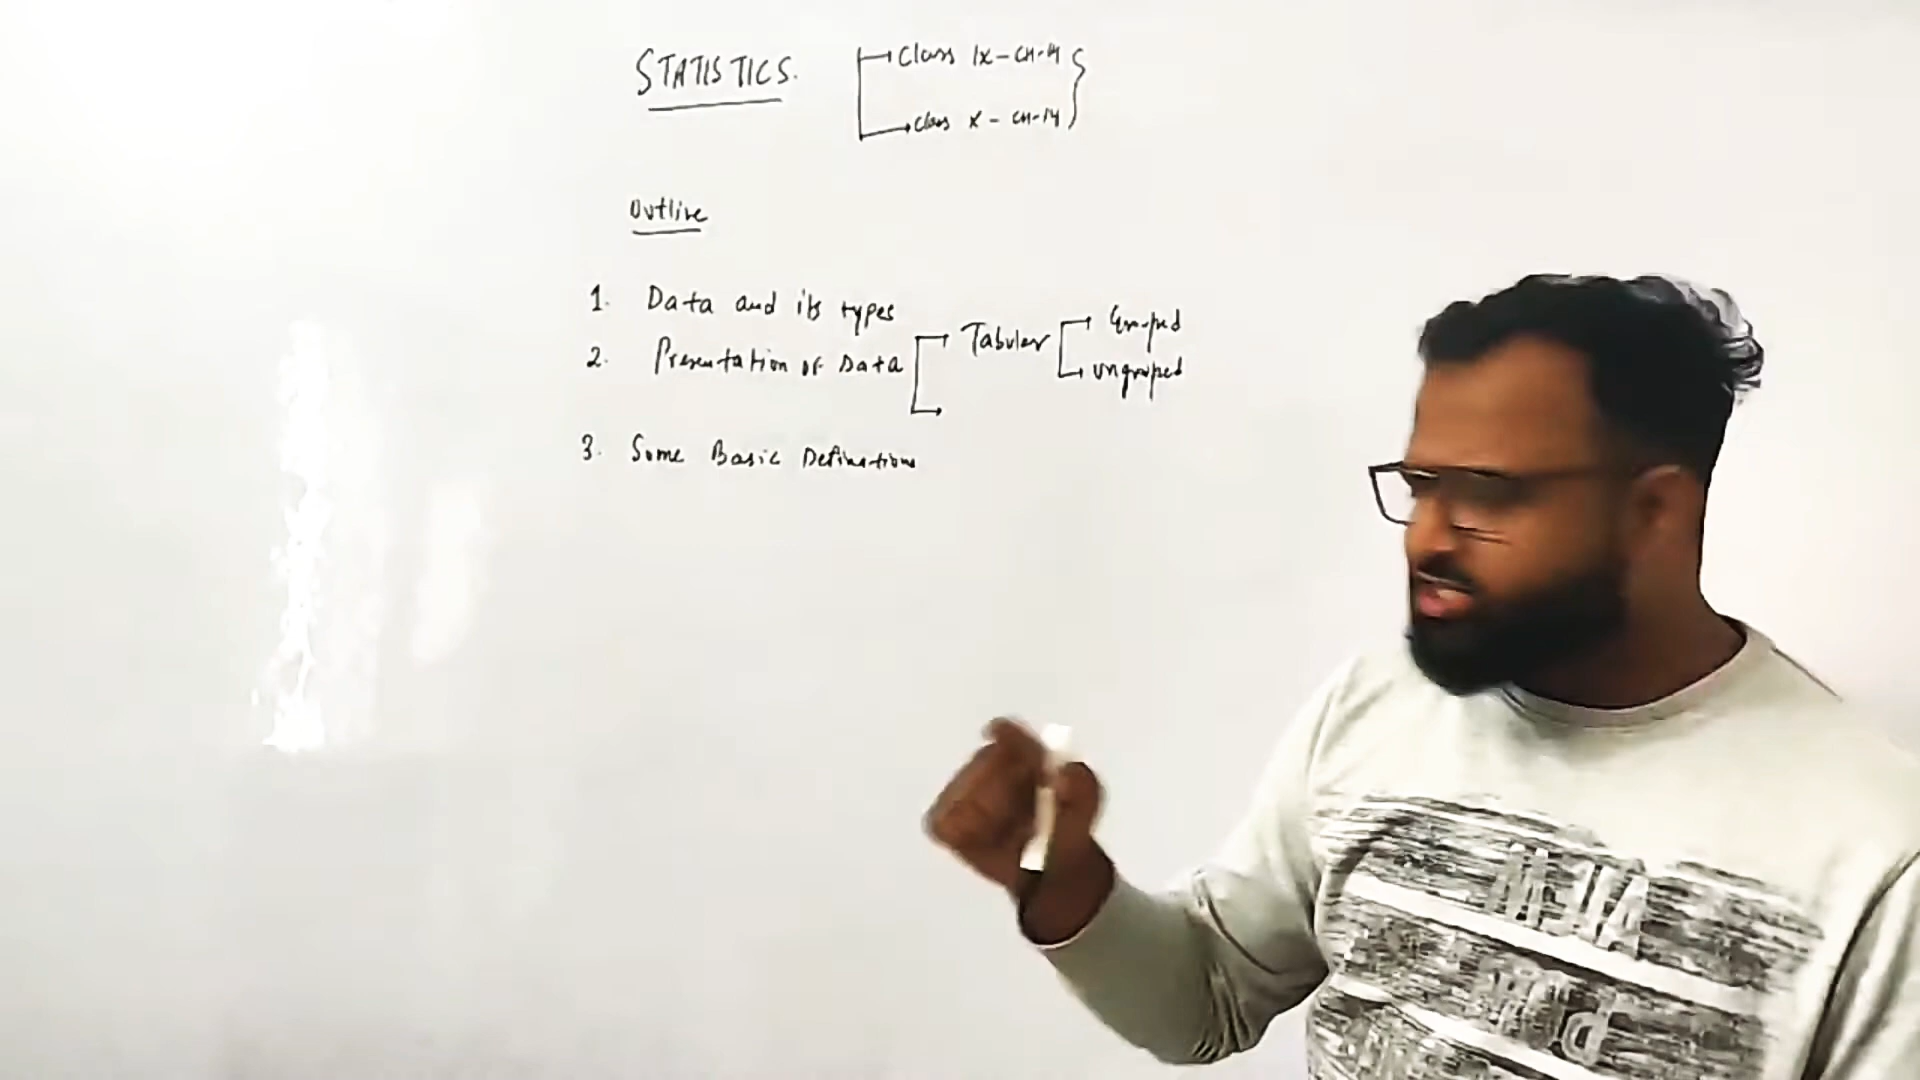 STATISTICS.
Class IX - CH-14
Class X - CH-14
Outline
1. Data and its types
2. Presentation of Data
Tabular
Grouped
ungrouped
3. Some Basic Definations